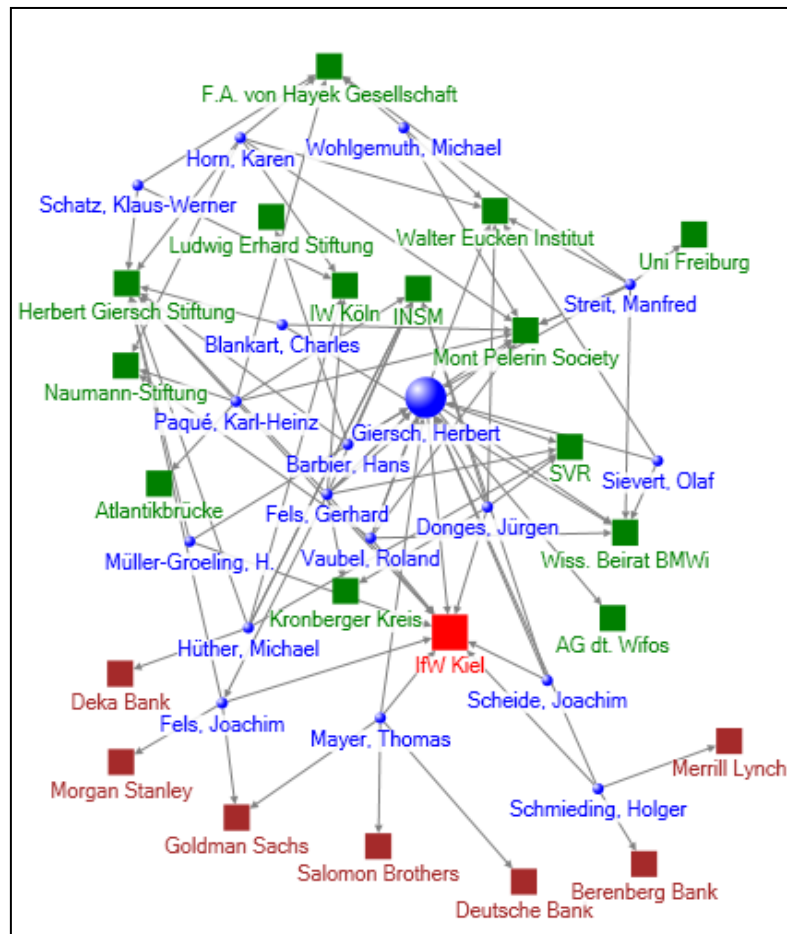 F.A. von Hayek Gesellschaft
Wohlgemuth, Michael
Horn, Karen
Schatz, Klaus-Werner
Ludwig Erhard Stiftung
Walter Eucken Institut
Uni Freiburg
Herbert Giersch Stiftung
IW Köln
INSM
Streit, Manfred
Blankart, Charles
Mont Pelerin Society
Naumann-Stiftung
Paqué, Karl-Heinz
Giersch, Herbert
Barbier, Hans
SVR
Sievert, Olaf
Atlantikbrücke
Fels, Gerhard
Donges, Jürgen
Müller-Groeling, H.
Vaubel, Roland
Wiss. Beirat BMWi
Kronberger Kreis
AG dt. Wifos
Hüther, Michael
IfW Kiel
Deka Bank
Scheide, Joachim
Fels, Joachim
Mayer, Thomas
Merrill Lynch
Morgan Stanley
Schmieding, Holger
Goldman Sachs
Salomon Brothers
Berenberg Bank
Deutsche Bank